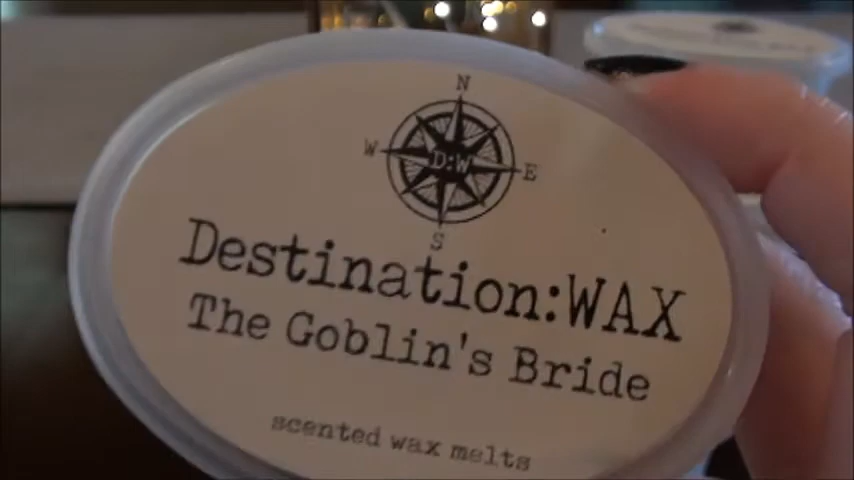 N
W D:W E
S
Destination:WAX
The Goblin's Bride
scented wax melts